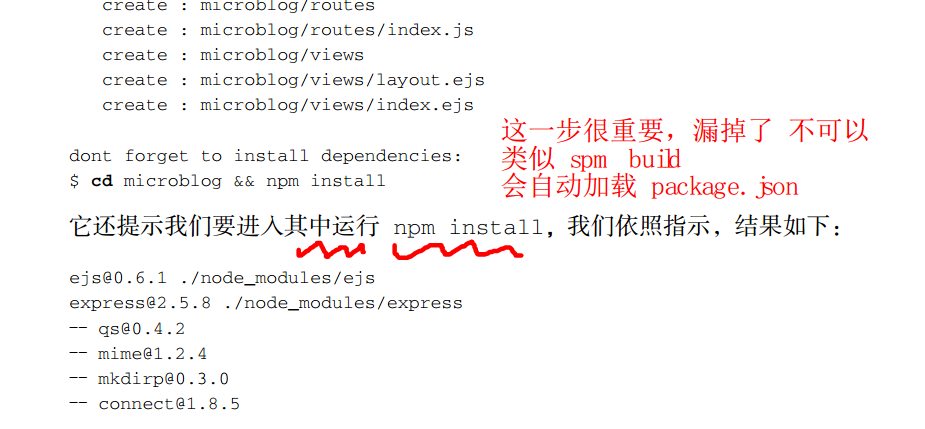 create : microblog/routes
create : microblog/routes/index.js
create : microblog/views
create : microblog/views/layout.ejs
create : microblog/views/index.ejs
这一步很重要，漏掉了 不可以
类似 spm build
会自动加载 package.json
dont forget to install dependencies:
$ cd microblog && npm install
它还提示我们要进入其中运行 npm install，我们依照指示，结果如下：
ejs@0.6.1 ./node_modules/ejs
express@2.5.8 ./node_modules/express
-- qs@0.4.2
-- mime@1.2.4
-- mkdirp@0.3.0
-- connect@1.8.5